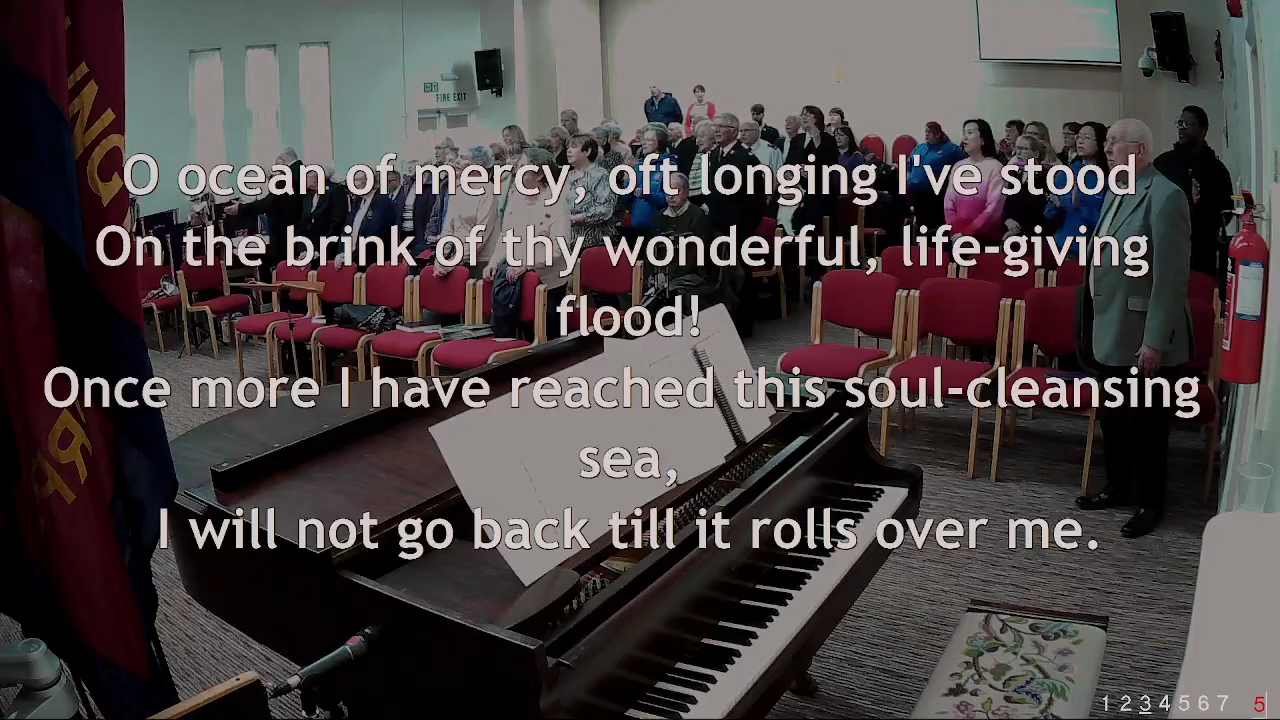 FIRE EXIT
O ocean of mercy, oft longing I've stood
On the brink of thy wonderful, life-giving
flood!
Once more I have reached this soul-cleansing
sea,
I will not go back till it rolls over me.
1 2 3 4 5 6 7 5